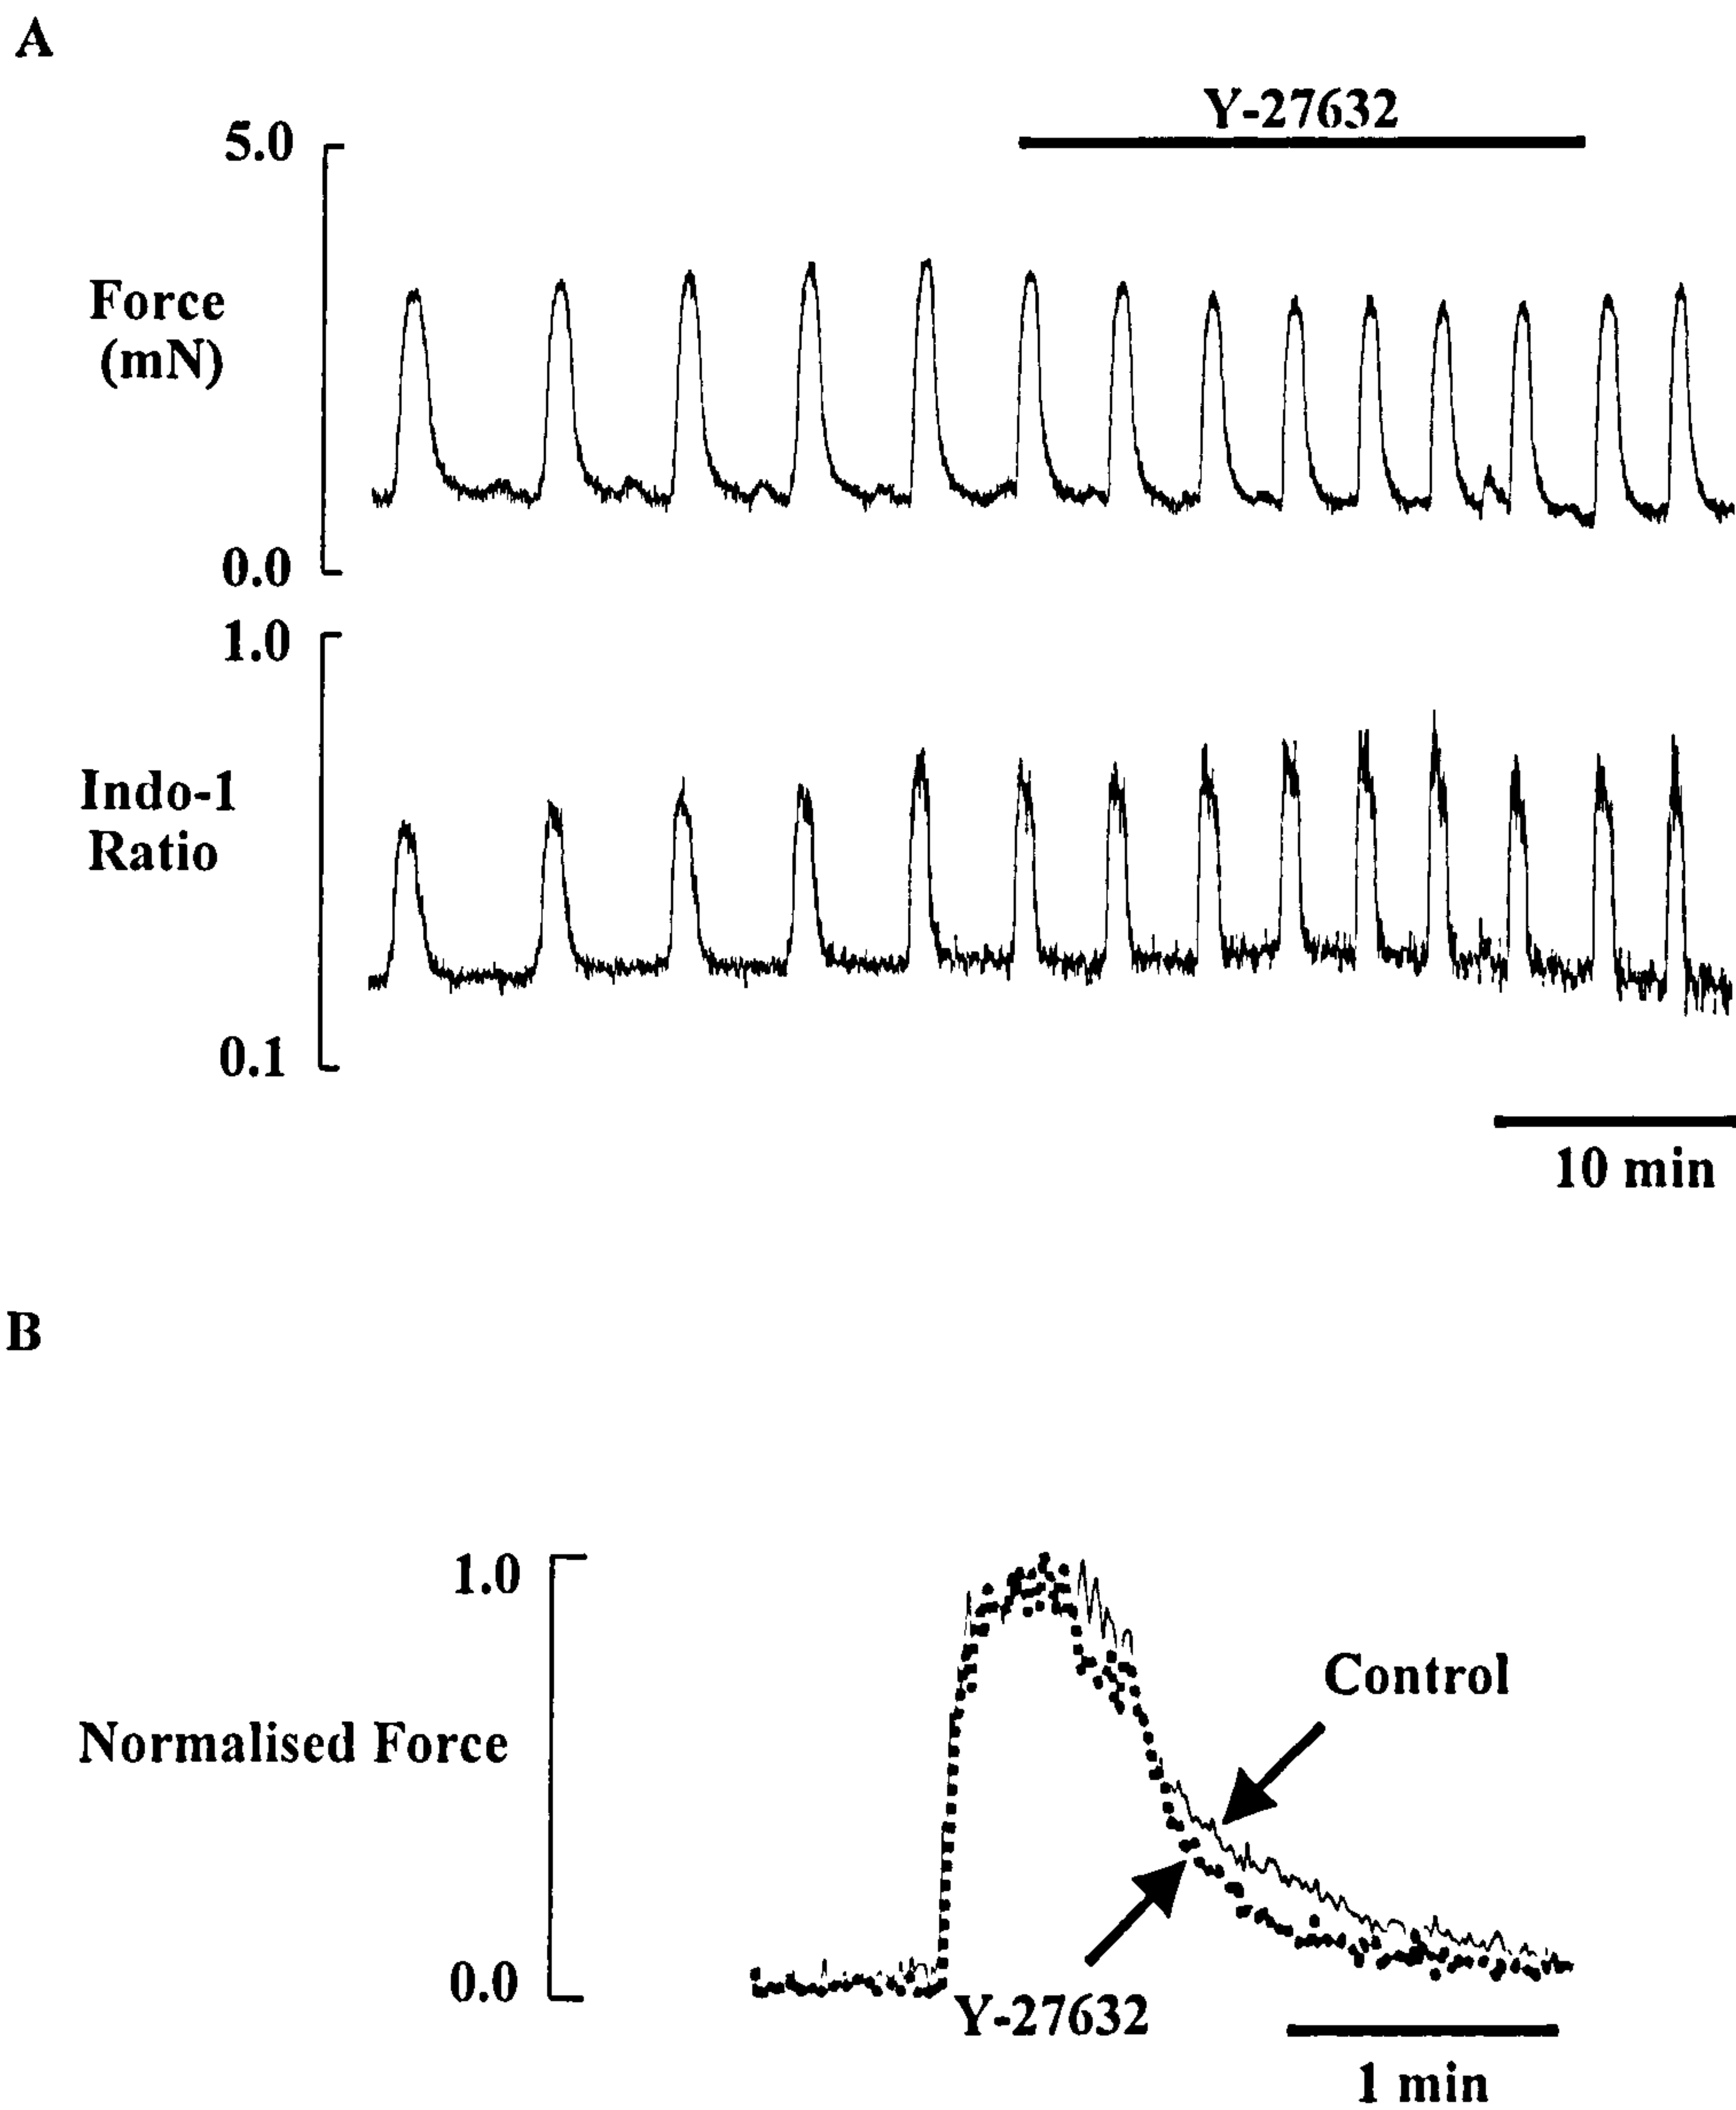 A
Y-27632
5.0
Force
(mN)
0.0
1.0
Indo-1
Ratio
0.1
10 min
B
1.0
Control
Normalised Force
0.0
Y-27632
1 min